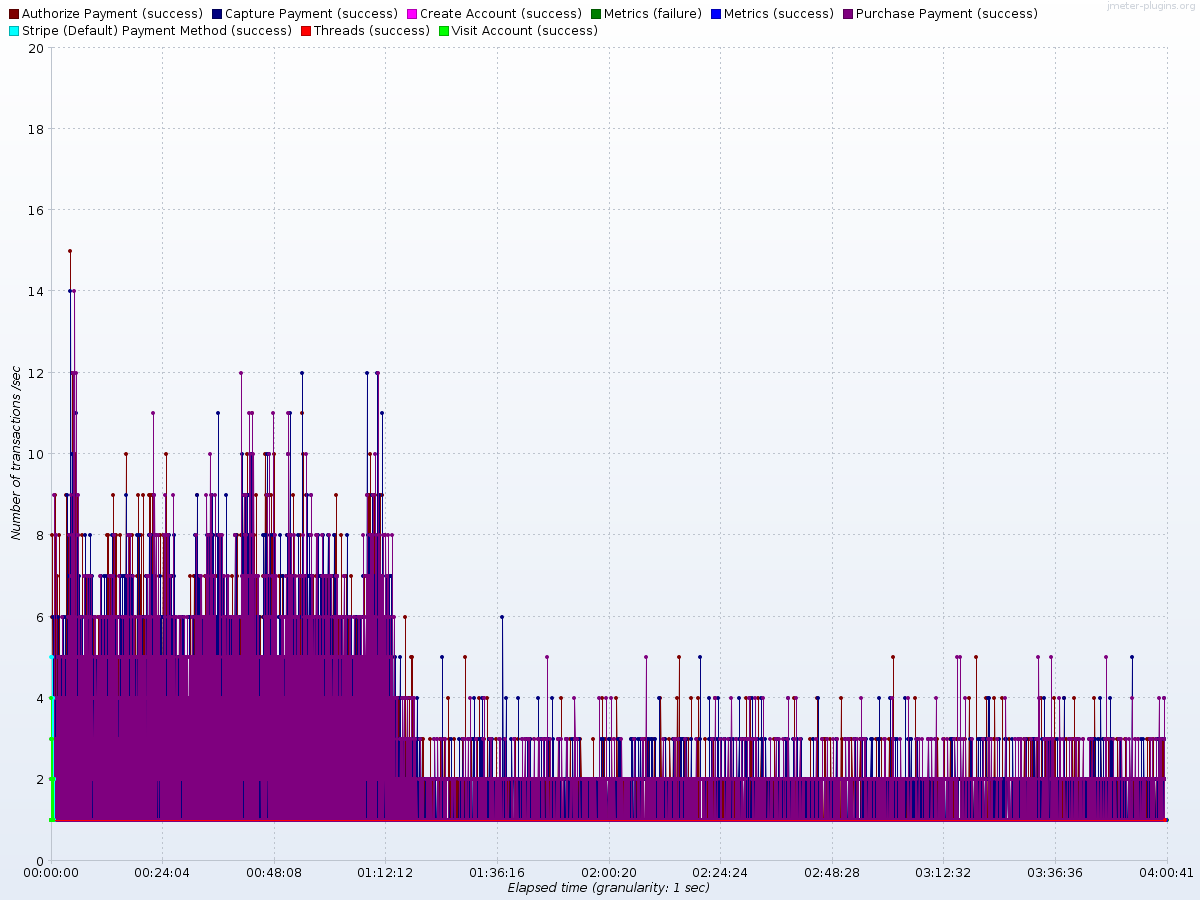 Authorize Payment (success) Capture Payment (success) Create Account (success) Metrics (failure) Metrics (success) Purchase Payment (success)
jmeter-plugins.org
Stripe (Default) Payment Method (success) Threads (success) Visit Account (success)
20
18
16
14
12
10
8
6
4
2
0
Number of transactions /sec
00:00:00 00:24:04 00:48:08 01:12:12 01:36:16 02:00:20 02:24:24 02:48:28 03:12:32 03:36:36 04:00:41
Elapsed time (granularity: 1 sec)